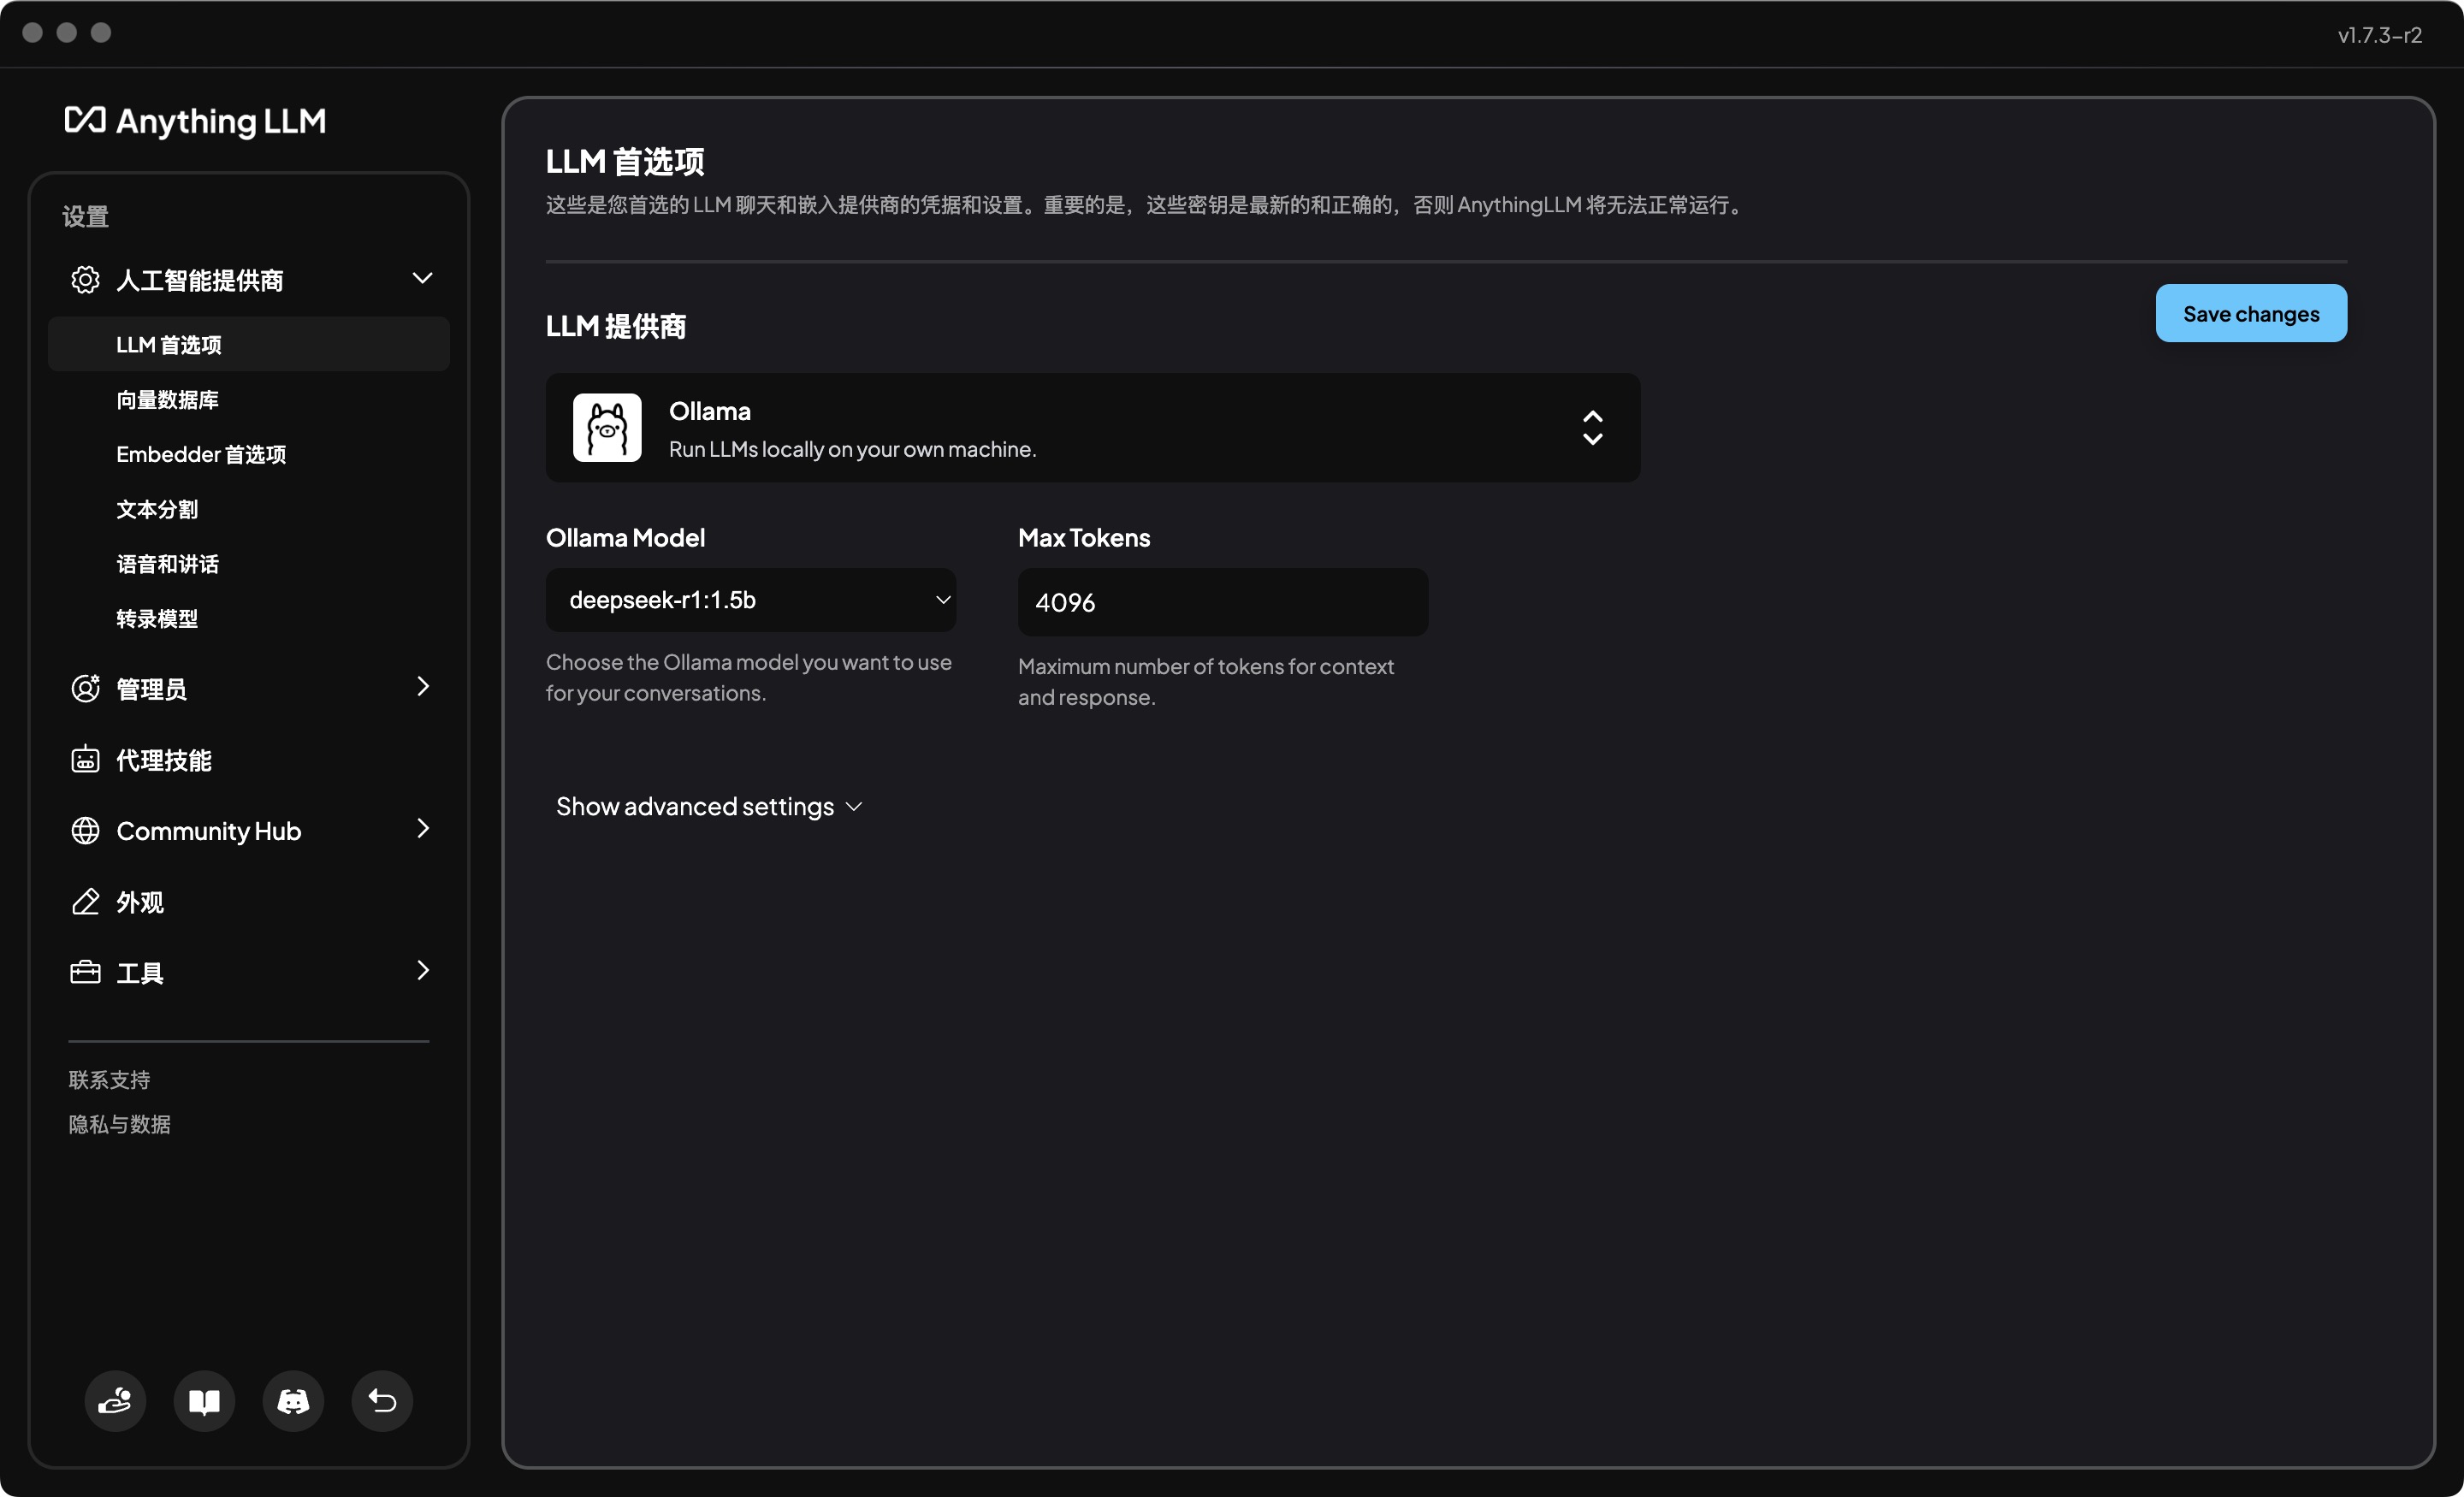 v1.7.3-r2
Anything LLM
设置
人工智能提供商
LLM 首选项
向量数据库
Embedder 首选项
文本分割
语音和讲话
转录模型
管理员
代理技能
Community Hub
外观
工具
联系支持
隐私与数据
LLM 首选项
这些是您首选的 LLM 聊天和嵌入提供商的凭据和设置。重要的是，这些密钥是最新的和正确的，否则 AnythingLLM 将无法正常运行。
LLM 提供商
Save changes
Ollama
Run LLMs locally on your own machine.
Ollama Model
deepseek-r1:1.5b
Choose the Ollama model you want to use
for your conversations.
Max Tokens
4096
Maximum number of tokens for context
and response.
Show advanced settings